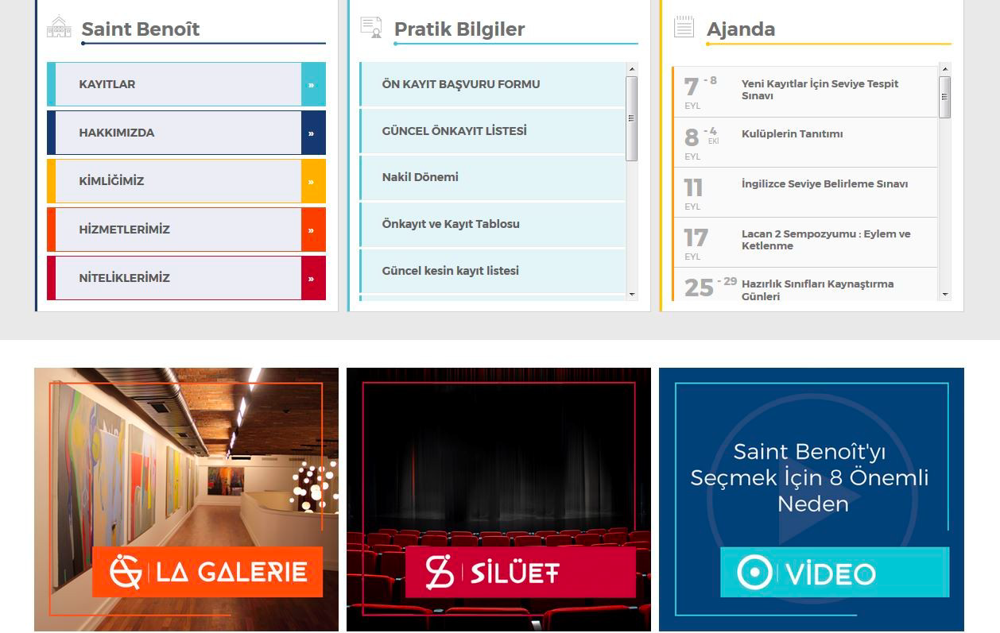 Saint Benoît
KAYITLAR »
HAKKIMIZDA »
KİMLİĞİMİZ »
HİZMETLERİMİZ »
NİTELİKLERİMİZ »
Pratik Bilgiler
ÖN KAYIT BAŞVURU FORMU
GÜNCEL ÖNKAYIT LİSTESİ
Nakil Dönemi
Önkayıt ve Kayıt Tablosu
Güncel kesin kayıt listesi
Ajanda
7 - 8
EYL
Yeni Kayıtlar İçin Seviye Tespit
Sınavı
8 - 4
EKİ
EYL
Kulüplerin Tanıtımı
11
EYL
İngilizce Seviye Belirleme Sınavı
17
EYL
Lacan 2 Sempozyumu : Eylem ve
Ketlenme
25 - 29
Hazırlık Sınıfları Kaynaştırma
Günleri
LA GALERIE
SİLÜET
Saint Benoît'yı
Seçmek İçin 8 Önemli
Neden
VİDEO